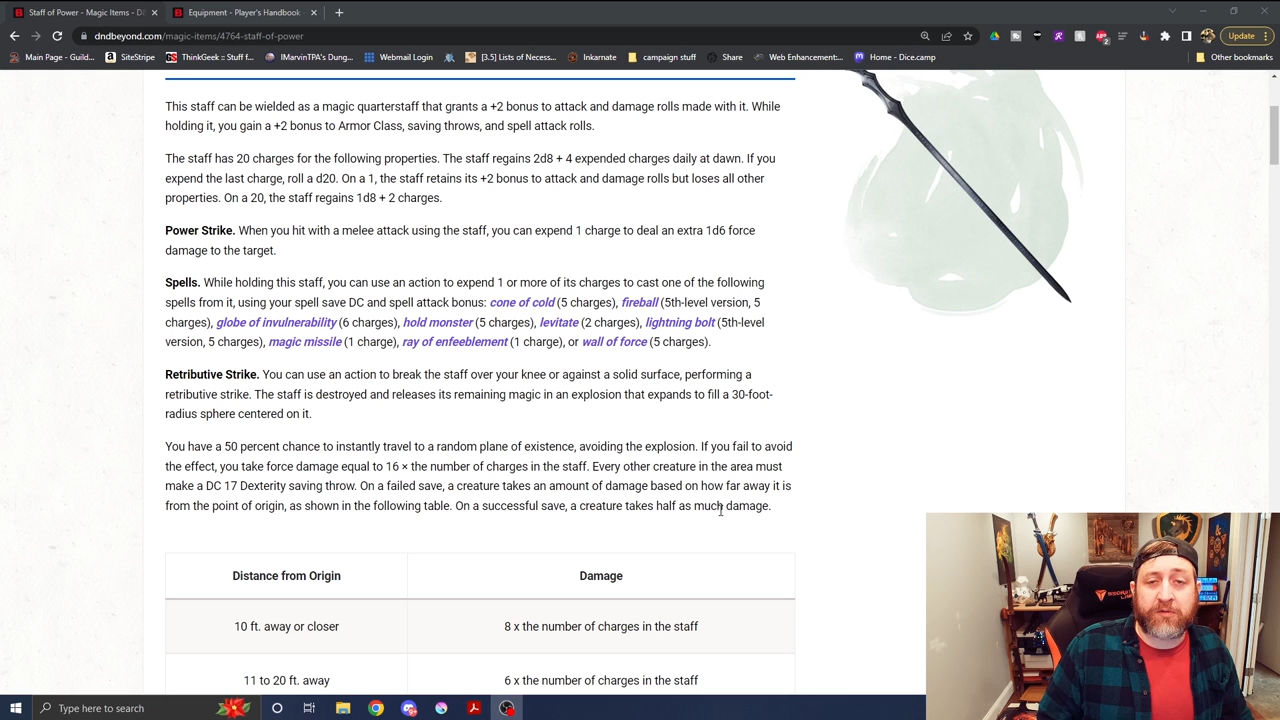 Staff of Power - Magic Items - D
Equipment - Player's Handbook
dndbeyond.com/magic-items/4764-staff-of-power
Update
Main Page - Guild...
SiteStripe
ThinkGeek :: Stuff f...
IMarvinTPA's Dung...
Webmail Login
[3.5] Lists of Necess...
Inkarnate
campaign stuff
Share
Web Enhancement:...
Home - Dice.camp
Other bookmarks
This staff can be wielded as a magic quarterstaff that grants a +2 bonus to attack and damage rolls made with it. While
holding it, you gain a +2 bonus to Armor Class, saving throws, and spell attack rolls.
The staff has 20 charges for the following properties. The staff regains 2d8 + 4 expended charges daily at dawn. If you
expend the last charge, roll a d20. On a 1, the staff retains its +2 bonus to attack and damage rolls but loses all other
properties. On a 20, the staff regains 1d8 + 2 charges.
Power Strike. When you hit with a melee attack using the staff, you can expend 1 charge to deal an extra 1d6 force
damage to the target.
Spells. While holding this staff, you can use an action to expend 1 or more of its charges to cast one of the following
spells from it, using your spell save DC and spell attack bonus: cone of cold (5 charges), fireball (5th-level version, 5
charges), globe of invulnerability (6 charges), hold monster (5 charges), levitate (2 charges), lightning bolt (5th-level
version, 5 charges), magic missile (1 charge), ray of enfeeblement (1 charge), or wall of force (5 charges).
Retributive Strike. You can use an action to break the staff over your knee or against a solid surface, performing a
retributive strike. The staff is destroyed and releases its remaining magic in an explosion that expands to fill a 30-foot-
radius sphere centered on it.
You have a 50 percent chance to instantly travel to a random plane of existence, avoiding the explosion. If you fail to avoid
the effect, you take force damage equal to 16 × the number of charges in the staff. Every other creature in the area must
make a DC 17 Dexterity saving throw. On a failed save, a creature takes an amount of damage based on how far away it is
from the point of origin, as shown in the following table. On a successful save, a creature takes half as much damage.
Distance from Origin
Damage
10 ft. away or closer
8 x the number of charges in the staff
11 to 20 ft. away
6 x the number of charges in the staff
Type here to search